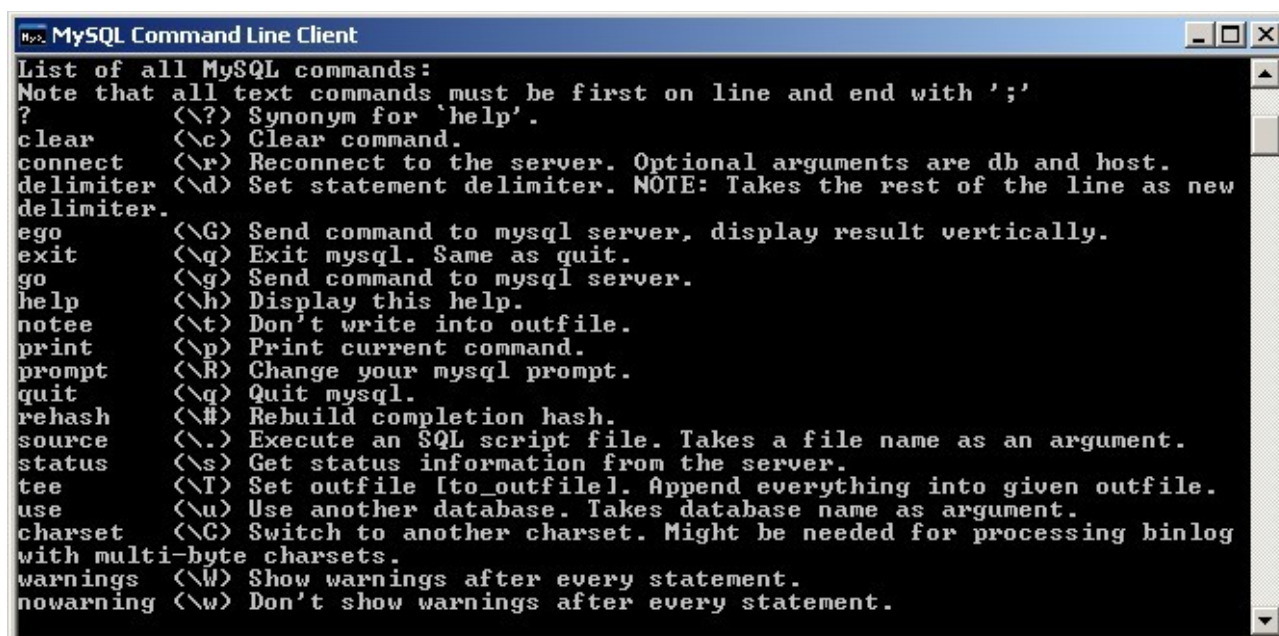 MySQL Command Line Client
List of all MySQL commands:
Note that all text commands must be first on line and end with ';'
?         (\?) Synonym for `help'.
clear     (\c) Clear command.
connect   (\r) Reconnect to the server. Optional arguments are db and host.
delimiter (\d) Set statement delimiter. NOTE: Takes the rest of the line as new
delimiter.
ego       (\G) Send command to mysql server, display result vertically.
exit      (\q) Exit mysql. Same as quit.
go        (\g) Send command to mysql server.
help      (\h) Display this help.
notee     (\t) Don't write into outfile.
print     (\p) Print current command.
prompt    (\R) Change your mysql prompt.
quit      (\q) Quit mysql.
rehash    (\#) Rebuild completion hash.
source    (\.) Execute an SQL script file. Takes a file name as an argument.
status    (\s) Get status information from the server.
tee       (\T) Set outfile [to_outfile]. Append everything into given outfile.
use       (\u) Use another database. Takes database name as argument.
charset   (\C) Switch to another charset. Might be needed for processing binlog
with multi-byte charsets.
warnings  (\W) Show warnings after every statement.
nowarning (\w) Don't show warnings after every statement.